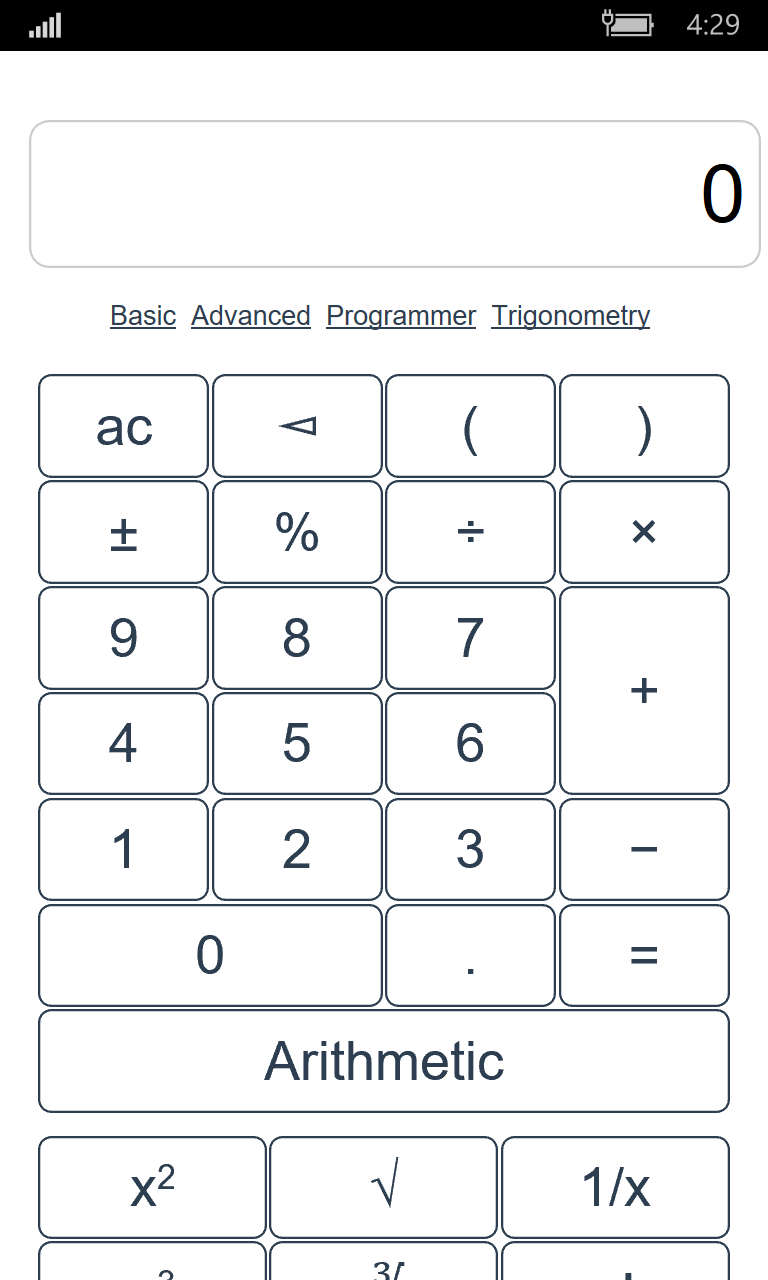 4:29
0
Basic Advanced Programmer Trigonometry
ac ⊲ ( )
± % ÷ ×
9 8 7 +
4 5 6
1 2 3 −
0 . =
Arithmetic
x² √ 1/x